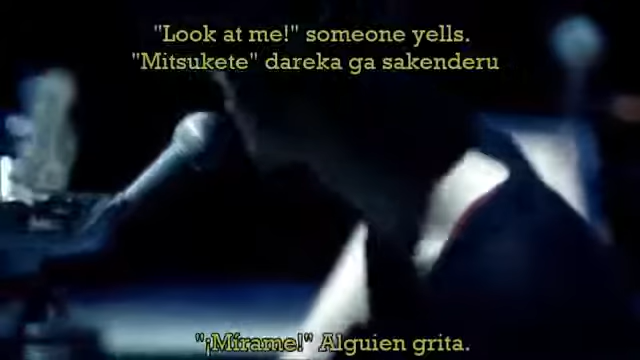 "Look at me!" someone yells.
"Mitsukete" dareka ga sakenderu
"¡Mírame!" Alguien grita.